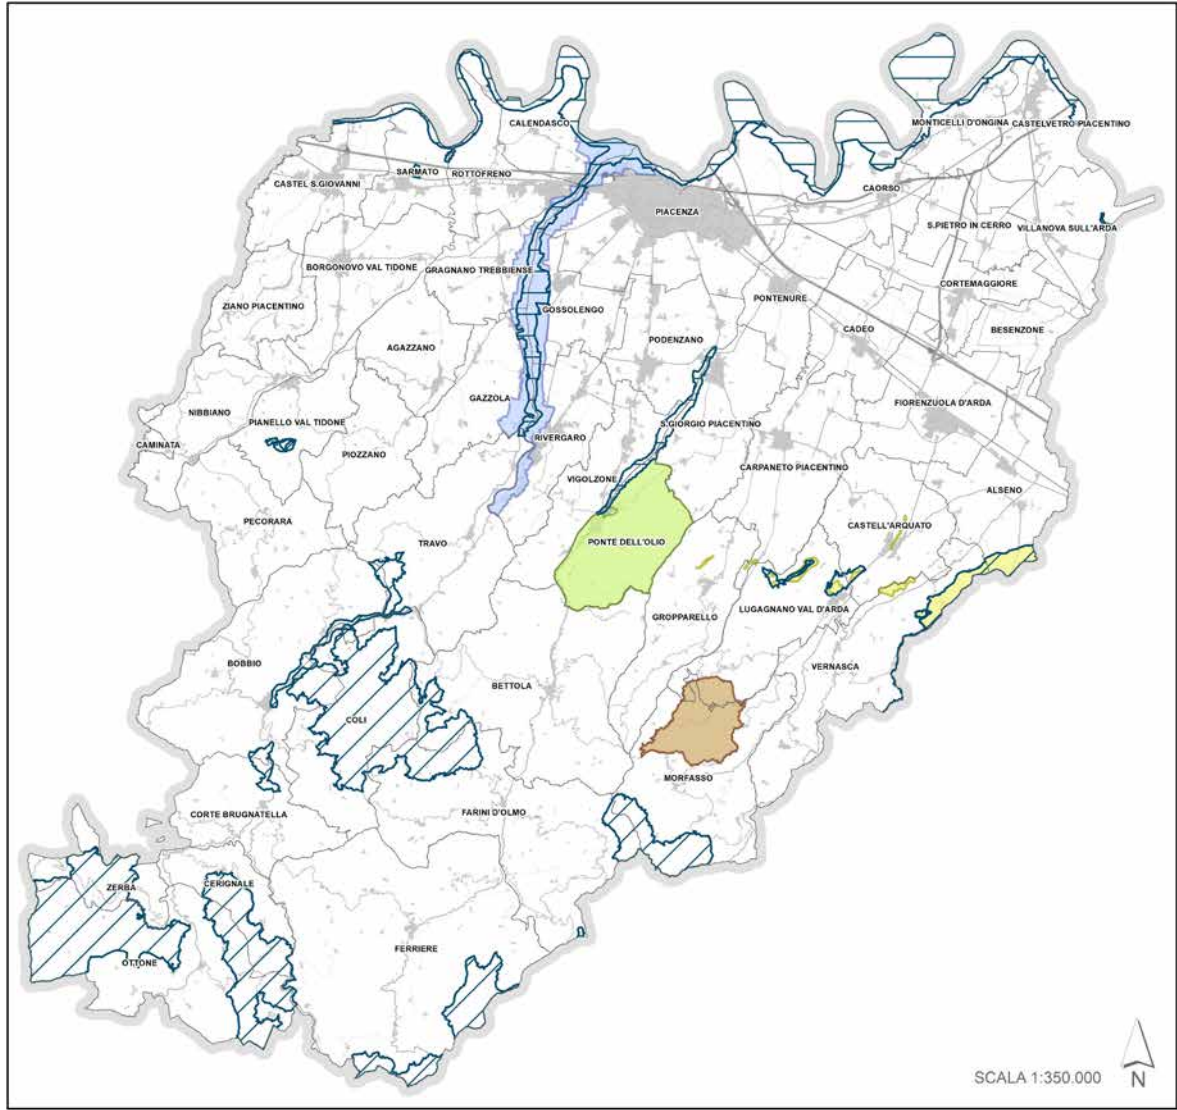 CALENDASCO
MONTICELLI D'ONGINA
CASTELVETRO PIACENTINO
SARMATO
ROTTOFRENO
CASTEL S.GIOVANNI
CAORSO
PIACENZA
S.PIETRO IN CERRO
VILLANOVA SULL'ARDA
BORGONOVO VAL TIDONE
GRAGNANO TREBBIENSE
CORTEMAGGIORE
PONTENURE
ZIANO PIACENTINO
GOSSOLENGO
CADEO
BESENZONE
PODENZANO
AGAZZANO
GAZZOLA
FIORENZUOLA D'ARDA
NIBBIANO
PIANELLO VAL TIDONE
S.GIORGIO PIACENTINO
RIVERGARO
CAMINATA
PIOZZANO
CARPANETO PIACENTINO
VIGOLZONE
ALSENO
PECORARA
CASTELL'ARQUATO
TRAVO
PONTE DELL'OLIO
LUGAGNANO VAL D'ARDA
GROPPARELLO
BOBBIO
VERNASCA
BETTOLA
COLI
MORFASSO
CORTE BRUGNATELLA
FARINI D'OLMO
ZERBA
CERIGNALE
FERRIERE
OTTONE
SCALA 1:350.000
N